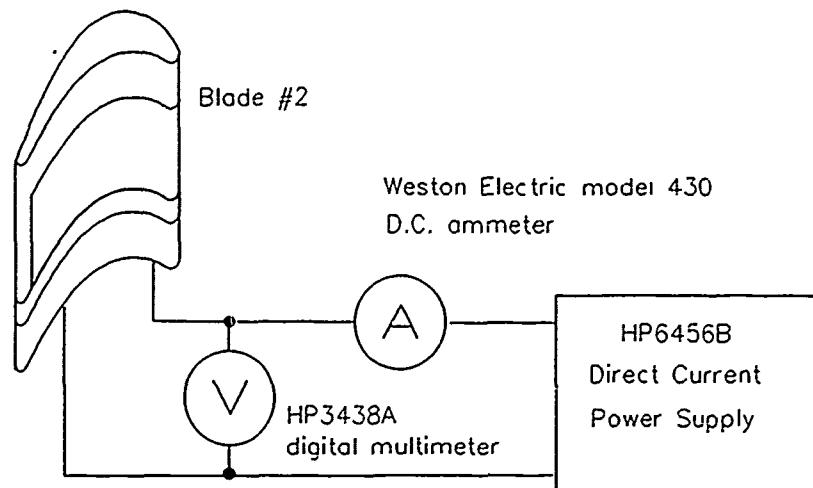 Blade #2
Weston Electric model 430
D.C. ammeter
A
HP6456B
Direct Current
Power Supply
V
HP3438A
digital multimeter